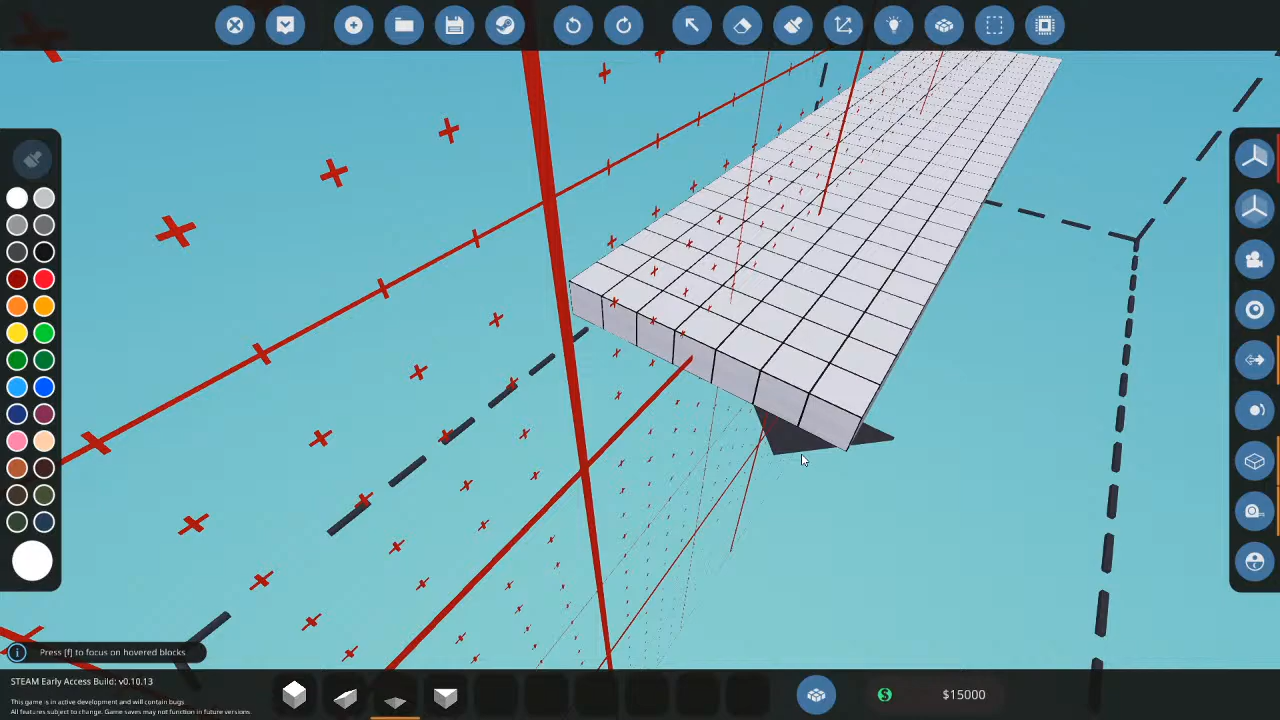 Press [f] to focus on hovered blocks
STEAM Early Access Build: v0.10.13
This game is in active development and will contain bugs
All features subject to change. Game saves may not function in future versions
$ $15000